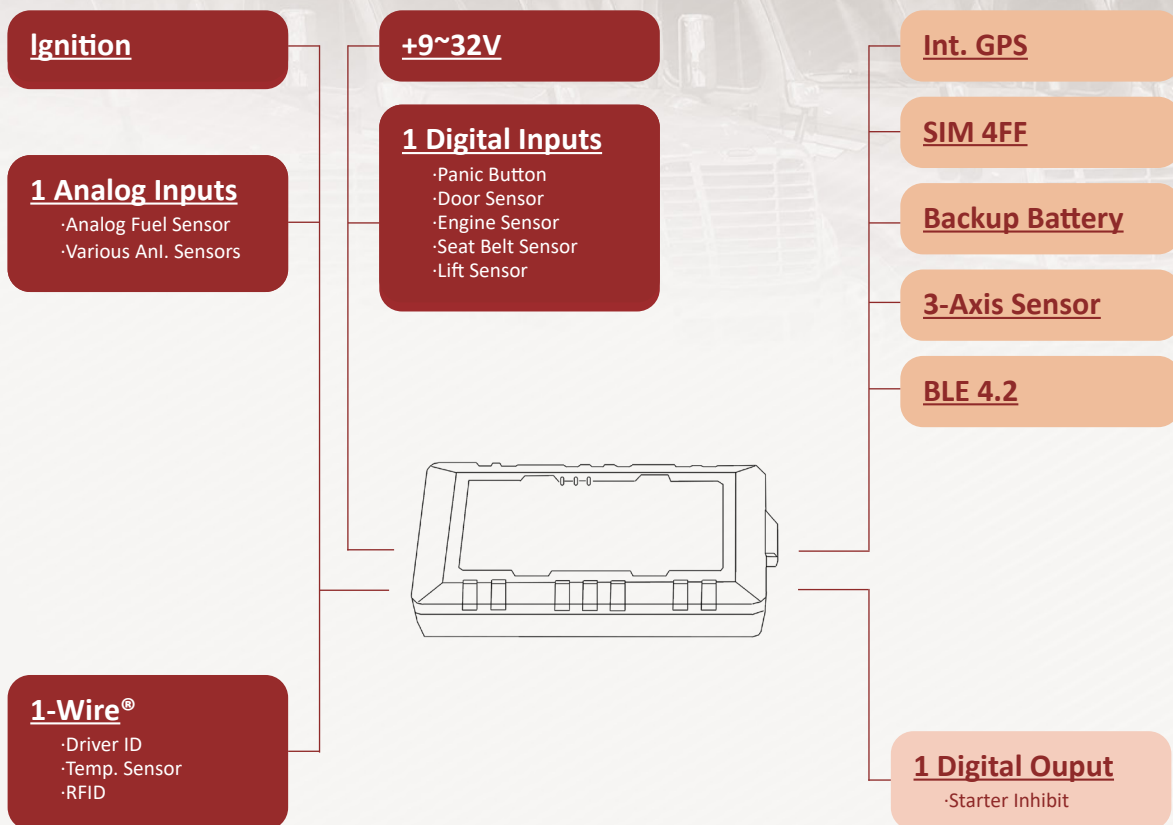 Ignition
1 Analog Inputs
·Analog Fuel Sensor
·Various Anl. Sensors
+9~32V
1 Digital Inputs
·Panic Button
·Door Sensor
·Engine Sensor
·Seat Belt Sensor
·Lift Sensor
Int. GPS
SIM 4FF
Backup Battery
3-Axis Sensor
BLE 4.2
1-Wire®
·Driver ID
·Temp. Sensor
·RFID
1 Digital Ouput
·Starter Inhibit